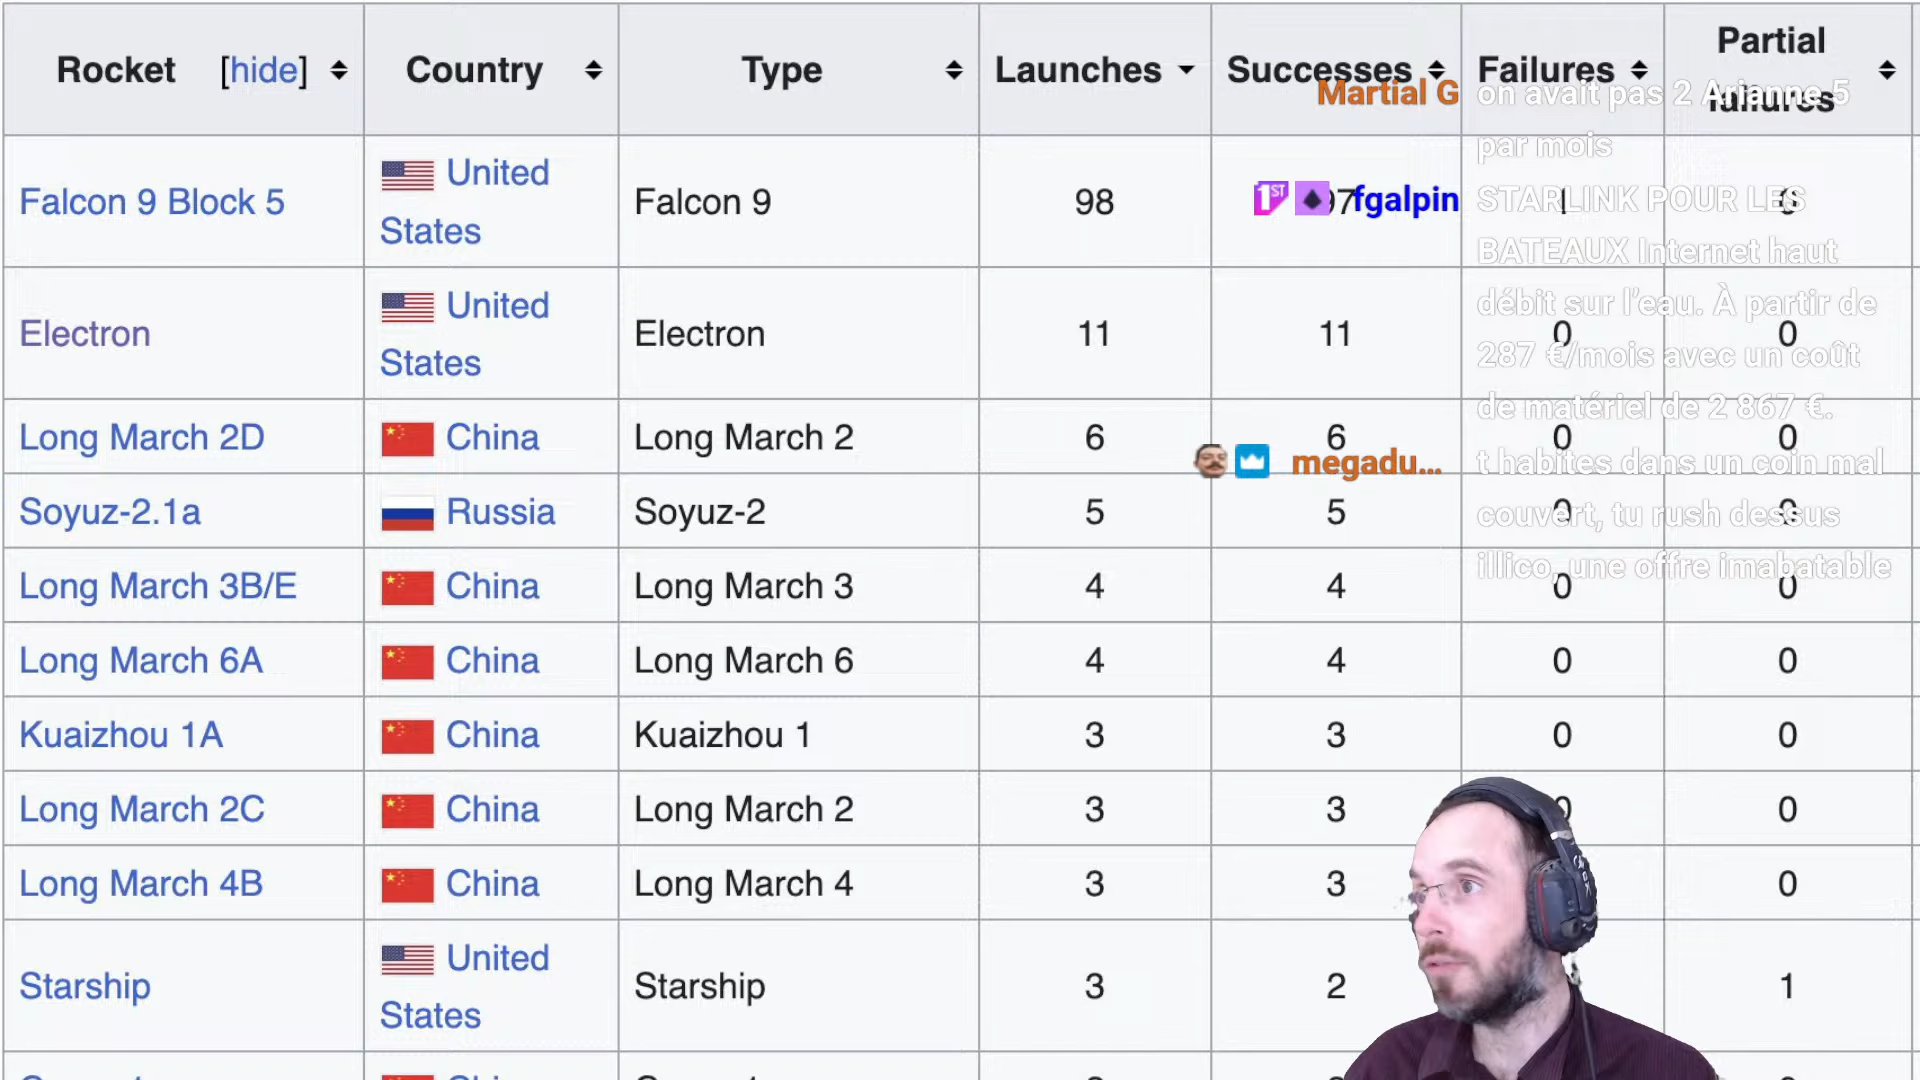 Rocket [hide] Country Type Launches Successes Failures Partial failures
Martial G on avait pas 2 Arianne 5
par mois
Falcon 9 Block 5 United States Falcon 9 98 97 1 0
1ST fgalpin STARLINK POUR LES
BATEAUX Internet haut
débit sur l'eau. À partir de
287 €/mois avec un coût
de matériel de 2 867 €.
Electron United States Electron 11 11 0 0
Long March 2D China Long March 2 6 6 0 0
megadu... t habites dans un coin mal
couvert, tu rush dessus
illico, une offre imabatable
Soyuz-2.1a Russia Soyuz-2 5 5 0 0
Long March 3B/E China Long March 3 4 4 0 0
Long March 6A China Long March 6 4 4 0 0
Kuaizhou 1A China Kuaizhou 1 3 3 0 0
Long March 2C China Long March 2 3 3 0 0
Long March 4B China Long March 4 3 3 0
Starship United States Starship 3 2 1